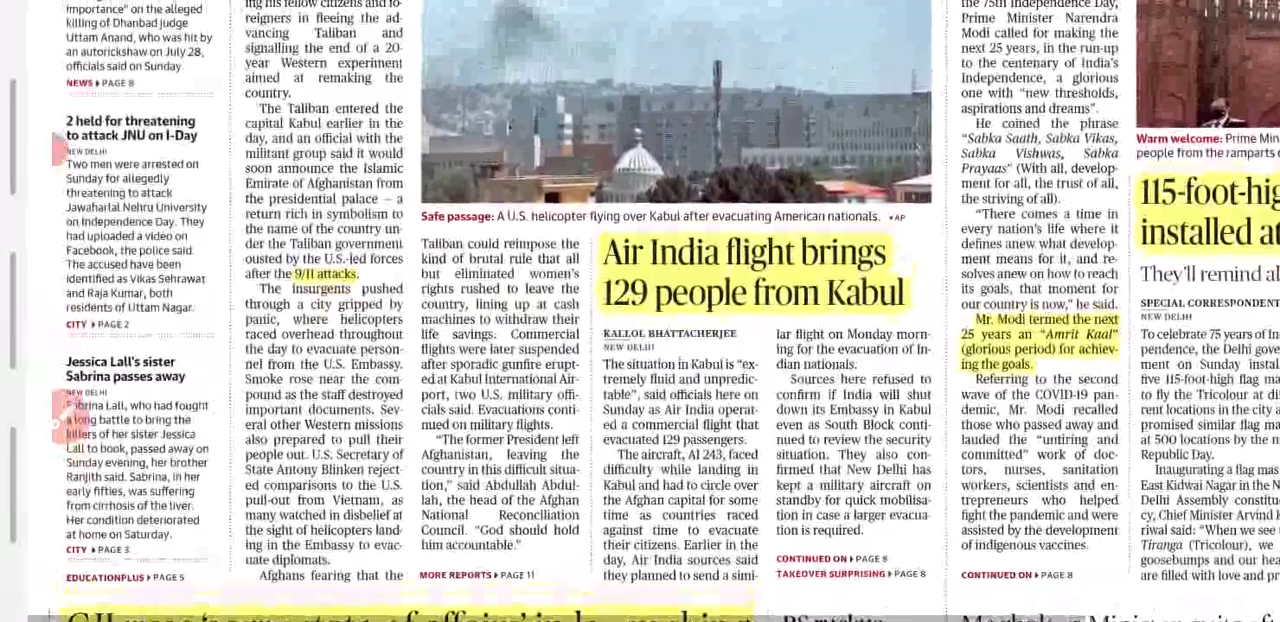 importance" on the alleged
killing of Dhanbad judge
Uttam Anand, who was hit by
an autorickshaw on July 28,
officials said on Sunday.
NEWS PAGE 8
2 held for threatening
to attack JNU on I-Day
NEW DELHI
Two men were arrested on
Sunday for allegedly
threatening to attack
Jawaharlal Nehru University
on Independence Day. They
had uploaded a video on
Facebook, the police said.
The accused have been
identified as Vikas Sehrawat
and Raja Kumar, both
residents of Uttam Nagar.
CITY PAGE 2
Jessica Lall's sister
Sabrina passes away
NEW DELHI
Sabrina Lall, who had fought
a long battle to bring the
killers of her sister Jessica
Lall to book, passed away on
Sunday evening, her brother
Ranjith said. Sabrina, in her
early fifties, was suffering
from cirrhosis of the liver.
Her condition deteriorated
at home on Saturday.
CITY PAGE 3
EDUCATIONPLUS PAGE 5
ing his fellow citizens and fo-
reigners in fleeing the ad-
vancing Taliban and
signalling the end of a 20-
year Western experiment
aimed at remaking the
country.
The Taliban entered the
capital Kabul earlier in the
day, and an official with the
militant group said it would
soon announce the Islamic
Emirate of Afghanistan from
the presidential palace – a
return rich in symbolism to
the name of the country un-
der the Taliban government
ousted by the U.S.-led forces
after the 9/11 attacks.
The insurgents pushed
through a city gripped by
panic, where helicopters
raced overhead throughout
the day to evacuate person-
nel from the U.S. Embassy.
Smoke rose near the com-
pound as the staff destroyed
important documents. Sev-
eral other Western missions
also prepared to pull their
people out. U.S. Secretary of
State Antony Blinken reject-
ed comparisons to the U.S.
pull-out from Vietnam, as
many watched in disbelief at
the sight of helicopters land-
ing in the Embassy to evac-
uate diplomats.
Afghans fearing that the
Safe passage: A U.S. helicopter flying over Kabul after evacuating American nationals. AP
Taliban could reimpose the
kind of brutal rule that all
but eliminated women's
rights rushed to leave the
country, lining up at cash
machines to withdraw their
life savings. Commercial
flights were later suspended
after sporadic gunfire erupt-
ed at Kabul International Air-
port, two U.S. military offi-
cials said. Evacuations conti-
nued on military flights.
"The former President left
Afghanistan, leaving the
country in this difficult situa-
tion," said Abdullah Abdul-
lah, the head of the Afghan
National Reconciliation
Council. "God should hold
him accountable."
MORE REPORTS PAGE 11
Air India flight brings
129 people from Kabul
KALLOL BHATTACHERJEE
NEW DELHI
The situation in Kabul is "ex-
tremely fluid and unpredic-
table", said officials here on
Sunday as Air India operat-
ed a commercial flight that
evacuated 129 passengers.
The aircraft, AI 243, faced
difficulty while landing in
Kabul and had to circle over
the Afghan capital for some
time as countries raced
against time to evacuate
their citizens. Earlier in the
day, Air India sources said
they planned to send a simi-
lar flight on Monday morn-
ing for the evacuation of In-
dian nationals.
Sources here refused to
confirm if India will shut
down its Embassy in Kabul
even as South Block conti-
nued to review the security
situation. They also con-
firmed that New Delhi has
kept a military aircraft on
standby for quick mobilisa-
tion in case a larger evacua-
tion is required.
CONTINUED ON PAGE 8
TAKEOVER SURPRISING PAGE 8
the 75th Independence Day,
Prime Minister Narendra
Modi called for making the
next 25 years, in the run-up
to the centenary of India's
Independence, a glorious
one with "new thresholds,
aspirations and dreams".
He coined the phrase
"Sabka Saath, Sabka Vikas,
Sabka Vishwas, Sabka
Prayaas" (With all, develop-
ment for all, the trust of all,
the striving of all).
"There comes a time in
every nation's life where it
defines anew what develop-
ment means for it, and re-
solves anew on how to reach
its goals, that moment for
our country is now," he said.
Mr. Modi termed the next
25 years an "Amrit Kaal"
(glorious period) for achiev-
ing the goals.
Referring to the second
wave of the COVID-19 pan-
demic, Mr. Modi recalled
those who passed away and
lauded the "untiring and
committed" work of doc-
tors, nurses, sanitation
workers, scientists and en-
trepreneurs who helped
fight the pandemic and were
assisted by the development
of indigenous vaccines.
CONTINUED ON PAGE 8
Warm welcome: Prime Min
people from the ramparts o
115-foot-hig
installed at
They'll remind al
SPECIAL CORRESPONDENT
NEW DELHI
To celebrate 75 years of In
pendence, the Delhi gove
ment on Sunday instal
five 115-foot-high flag ma
to fly the Tricolour at di
rent locations in the city a
promised similar flag ma
at 500 locations by the n
Republic Day.
Inaugurating a flag mas
East Kidwai Nagar in the N
Delhi Assembly constitu
cy, Chief Minister Arvind K
riwal said: "When we see
Tiranga (Tricolour), we
goosebumps and our hea
are filled with love and pr